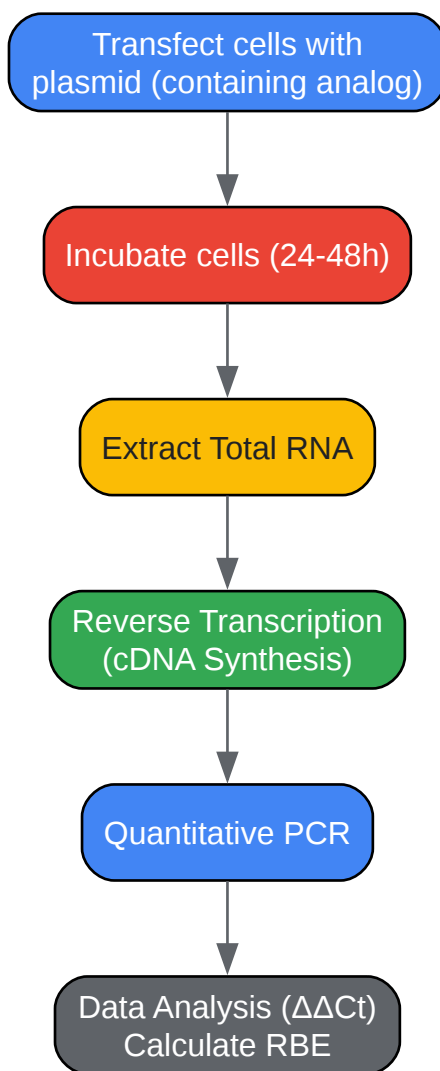 Transfect cells with
plasmid (containing analog)
Incubate cells (24-48h)
Extract Total RNA
Reverse Transcription
(cDNA Synthesis)
Quantitative PCR
Data Analysis (ΔΔCt)
Calculate RBE